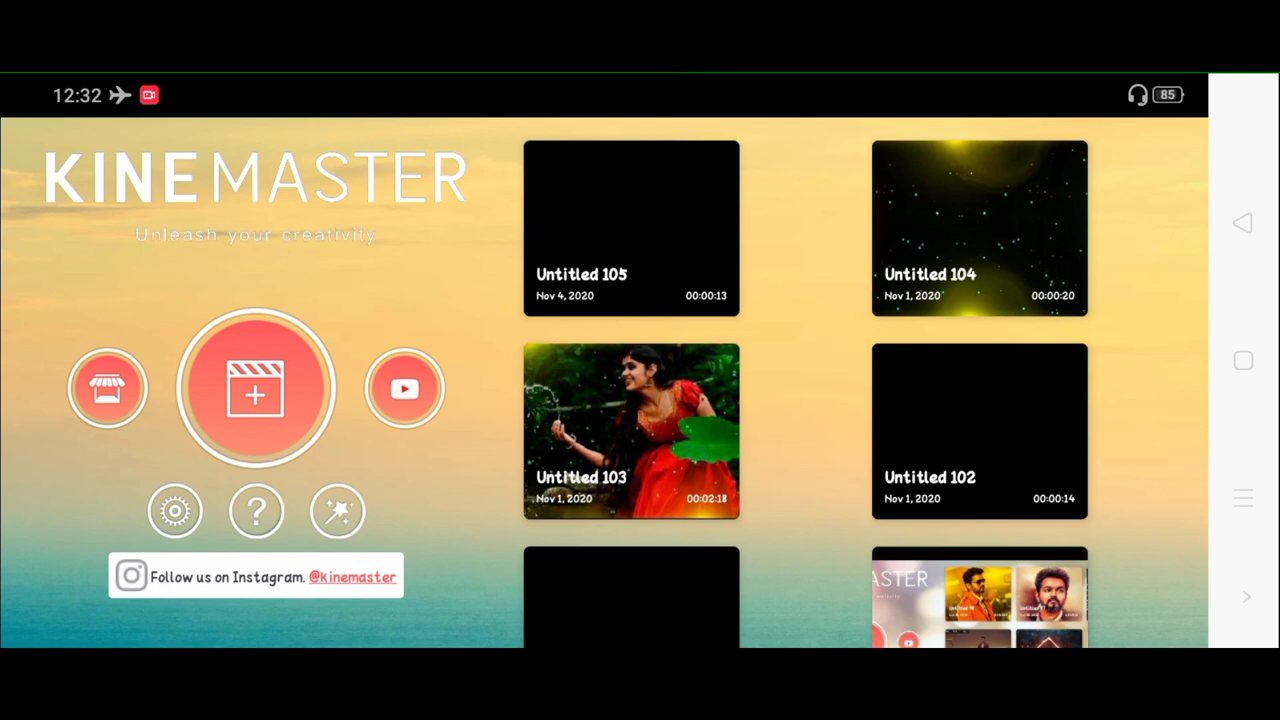 12:32
85
KINEMASTER
Unleash your creativity
Follow us on Instagram. @kinemaster
Untitled 105
Nov 4, 2020 00:00:13
Untitled 104
Nov 1, 2020 00:00:20
Untitled 103
Nov 1, 2020 00:02:18
Untitled 102
Nov 1, 2020 00:00:14
ASTER